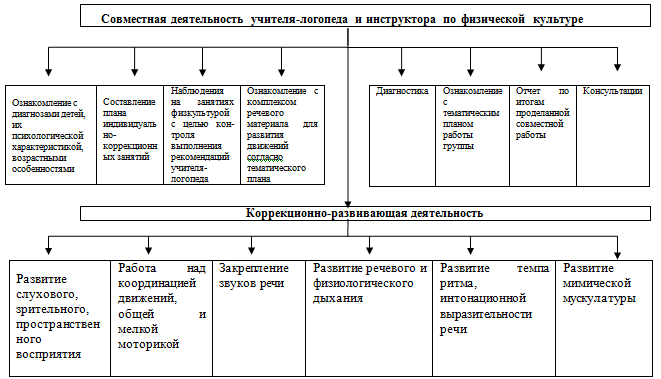 Совместная деятельность учителя-логопеда и инструктора по физической культуре
Ознакомление с
диагнозами детей,
их
психологической
характеристикой,
возрастными
особенностями
Составление
плана
индивидуаль
но-
коррекцион
ных занятий
Наблюдения
на занятиях
физкультурой
с целью кон-
троля
выполнения
рекомендаций
учителя-
логопеда
Ознакомление с
комплексом
речевого
материала для
развития
движений
согласно
тематического
плана
Диагностика
Ознакомление
с
тематическим
планом
работы
группы
Отчет по
итогам
проделанной
совместной
работы
Консультации
Коррекционно-развивающая деятельность
Развитие
слухового,
зрительного,
пространствен
ного
восприятия
Работа над
координацией
движений,
общей и
мелкой
моторикой
Закрепление
звуков речи
Развитие речевого и
физиологического
дыхания
Развитие темпа
ритма,
интонационной
выразительности
речи
Развитие
мимической
мускулатуры